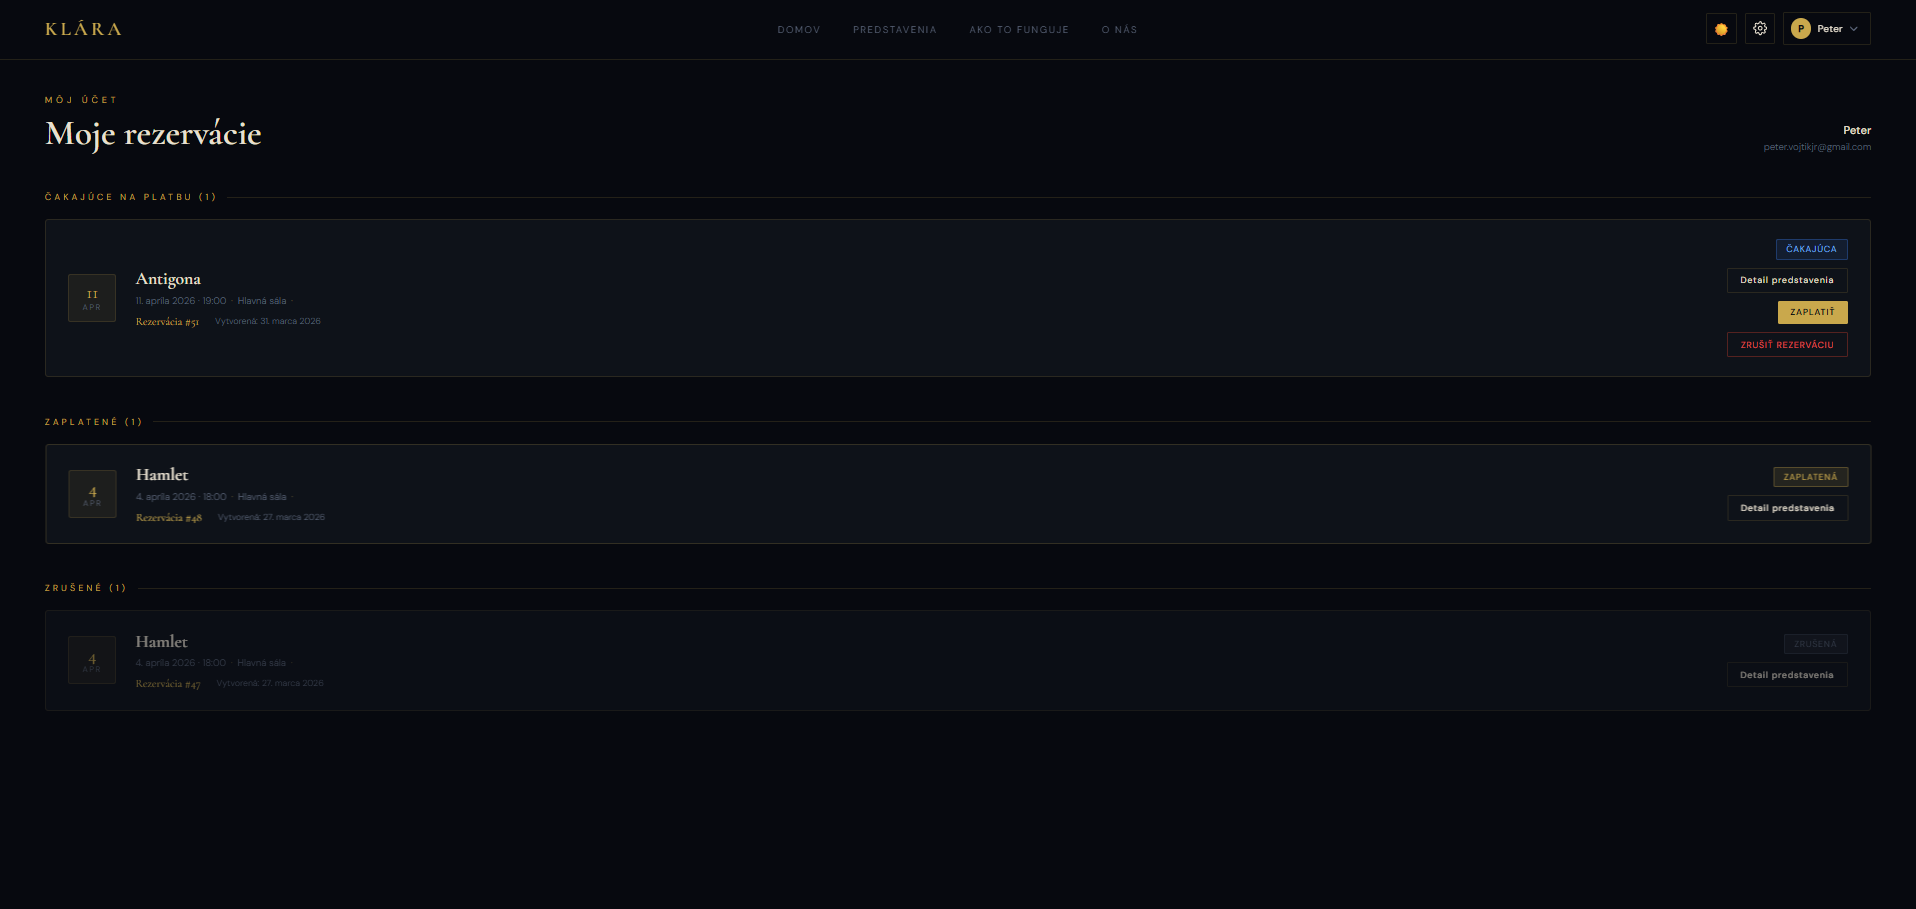 KLÁRA
DOMOV PREDSTAVENIA AKO TO FUNGUJE O NÁS
P Peter
MÔJ ÚČET
Moje rezervácie
Peter
peter.vojtikjr@gmail.com
ČAKAJÚCE NA PLATBU (1)
11
APR
Antigona
11. apríla 2026 · 19:00 · Hlavná sála ·
Rezervácia #51 Vytvorená: 31. marca 2026
ČAKAJÚCA
Detail predstavenia
ZAPLATIŤ
ZRUŠIŤ REZERVÁCIU
ZAPLATENÉ (1)
4
APR
Hamlet
4. apríla 2026 · 18:00 · Hlavná sála ·
Rezervácia #48 Vytvorená: 27. marca 2026
ZAPLATENÁ
Detail predstavenia
ZRUŠENÉ (1)
4
APR
Hamlet
4. apríla 2026 · 18:00 · Hlavná sála ·
Rezervácia #47 Vytvorená: 27. marca 2026
ZRUŠENÁ
Detail predstavenia